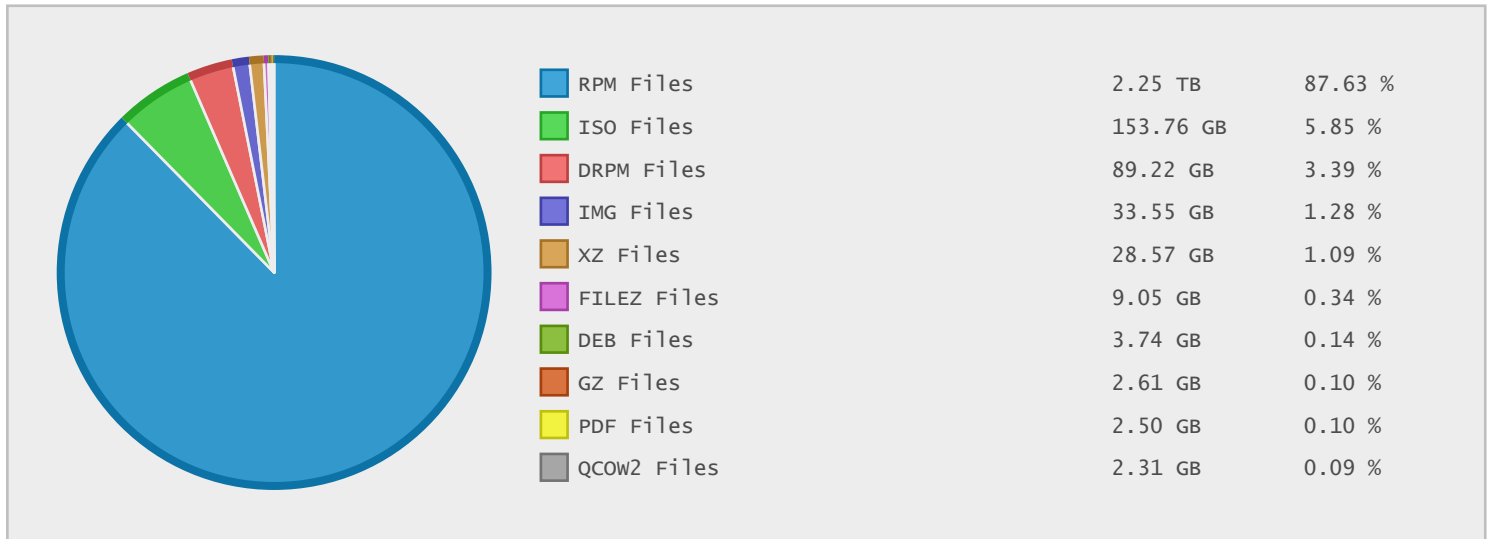 RPM Files 2.25 TB 87.63 %
ISO Files 153.76 GB 5.85 %
DRPM Files 89.22 GB 3.39 %
IMG Files 33.55 GB 1.28 %
XZ Files 28.57 GB 1.09 %
FILEZ Files 9.05 GB 0.34 %
DEB Files 3.74 GB 0.14 %
GZ Files 2.61 GB 0.10 %
PDF Files 2.50 GB 0.10 %
QCOW2 Files 2.31 GB 0.09 %